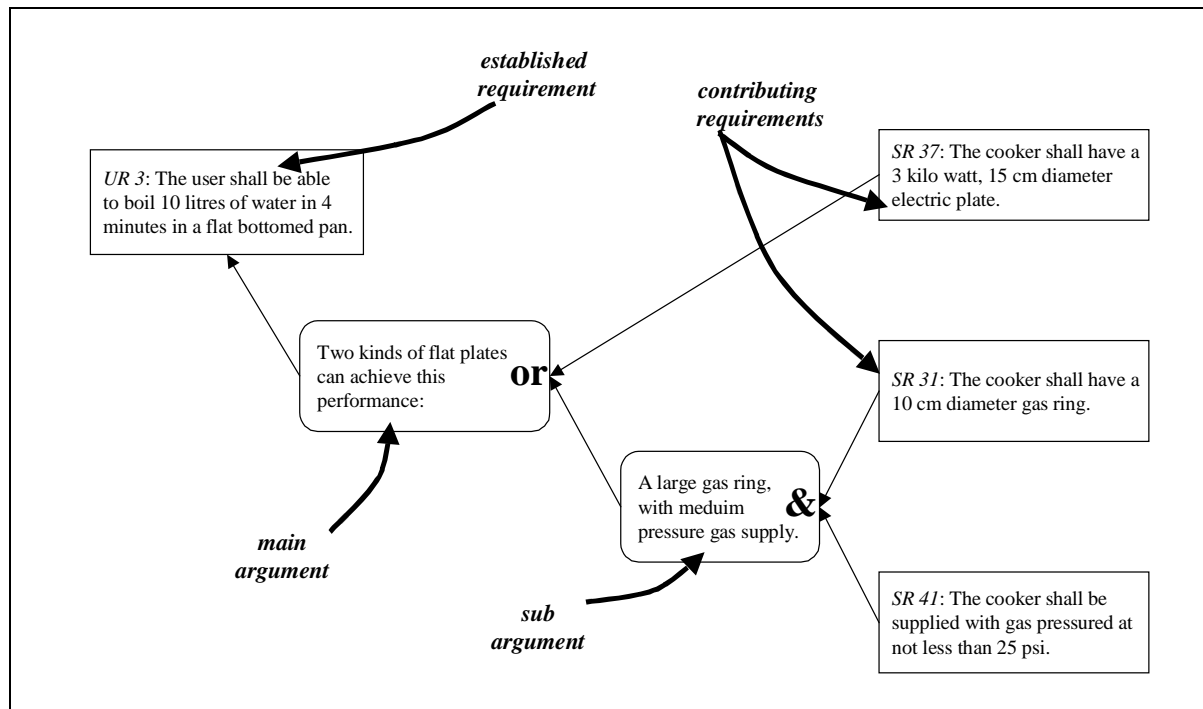 established
requirement
contributing
requirements
UR 3: The user shall be able
to boil 10 litres of water in 4
minutes in a flat bottomed pan.
SR 37: The cooker shall have a
3 kilo watt, 15 cm diameter
electric plate.
Two kinds of flat plates
can achieve this
performance:
or
SR 31: The cooker shall have a
10 cm diameter gas ring.
A large gas ring,
with meduim
pressure gas supply.
&
main
argument
sub
argument
SR 41: The cooker shall be
supplied with gas pressured at
not less than 25 psi.